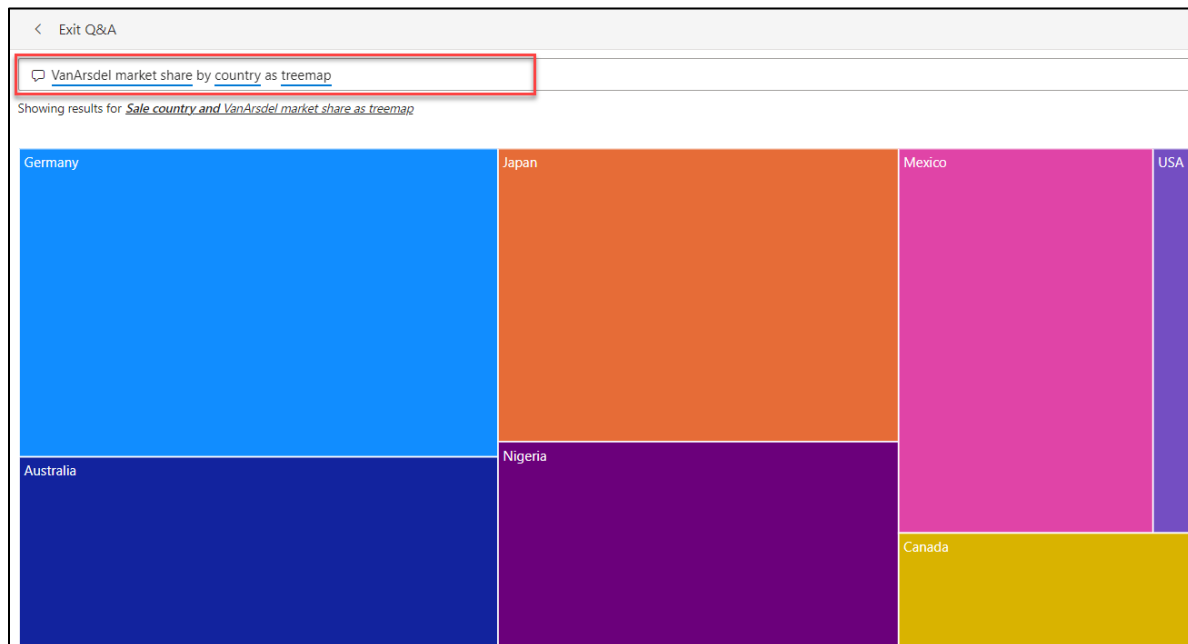 Exit Q&A
VanArsdel market share by country as treemap
Showing results for Sale country and VanArsdel market share as treemap
Germany
Japan
Mexico
USA
Australia
Nigeria
Canada